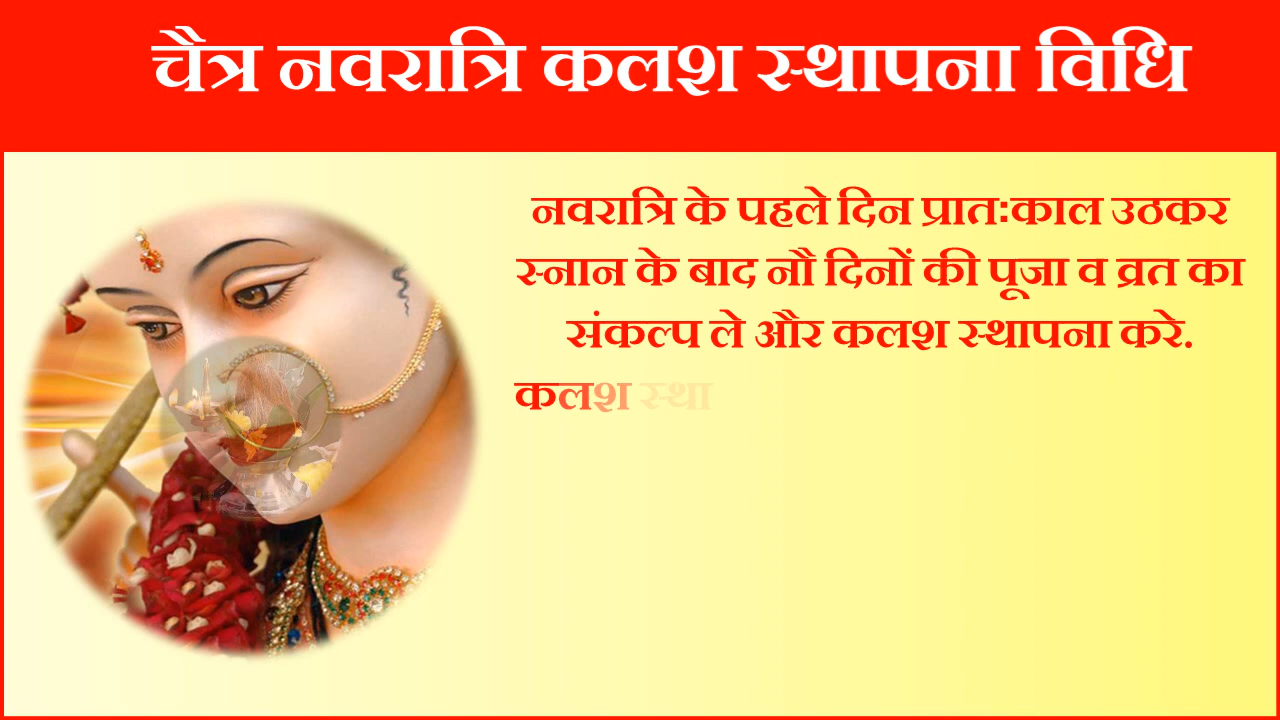 चैत्र नवरात्रि कलश स्थापना विधि
नवरात्रि के पहले दिन प्रातःकाल उठकर
स्नान के बाद नौ दिनों की पूजा व व्रत का
संकल्प ले और कलश स्थापना करे.
कलश स्था